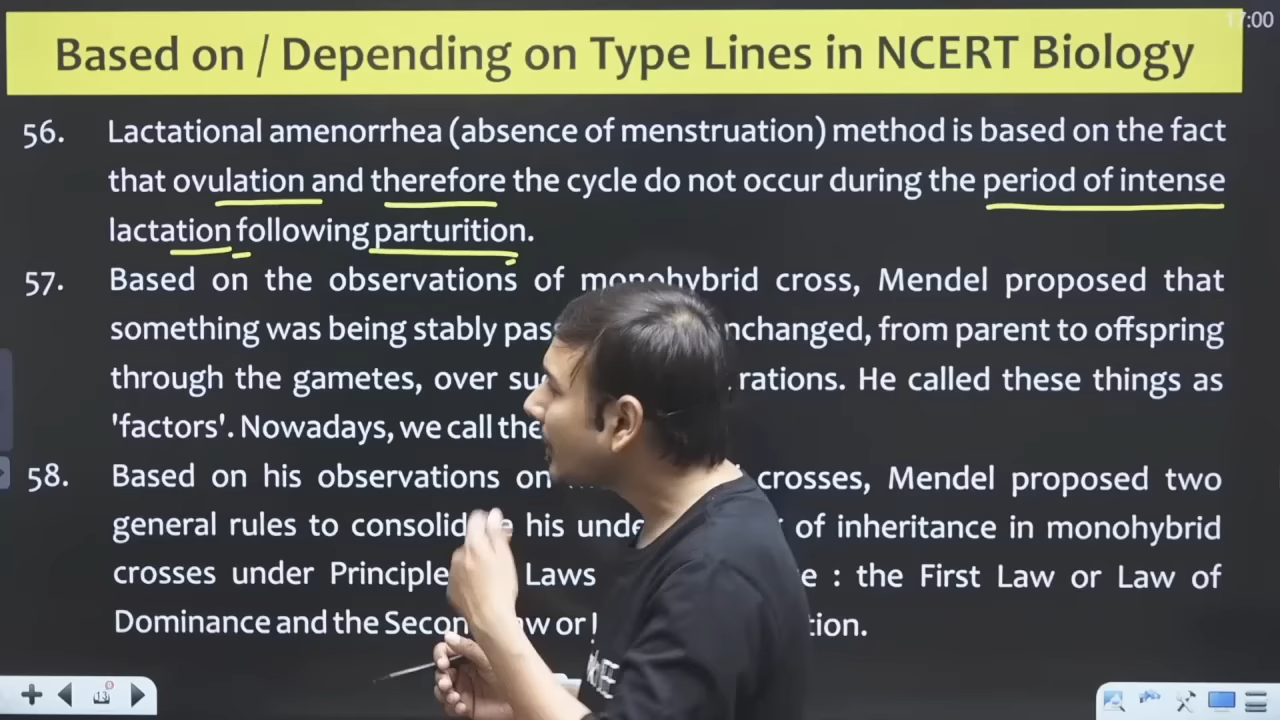 17:00
Based on / Depending on Type Lines in NCERT Biology
56. Lactational amenorrhea (absence of menstruation) method is based on the fact
that ovulation and therefore the cycle do not occur during the period of intense
lactation following parturition.
57. Based on the observations of monohybrid cross, Mendel proposed that
something was being stably pas nchanged, from parent to offspring
through the gametes, over su rations. He called these things as
'factors'. Nowadays, we call the
58. Based on his observations on crosses, Mendel proposed two
general rules to consolidate his unde of inheritance in monohybrid
crosses under Principle Laws e : the First Law or Law of
Dominance and the Secon aw or tion.
13